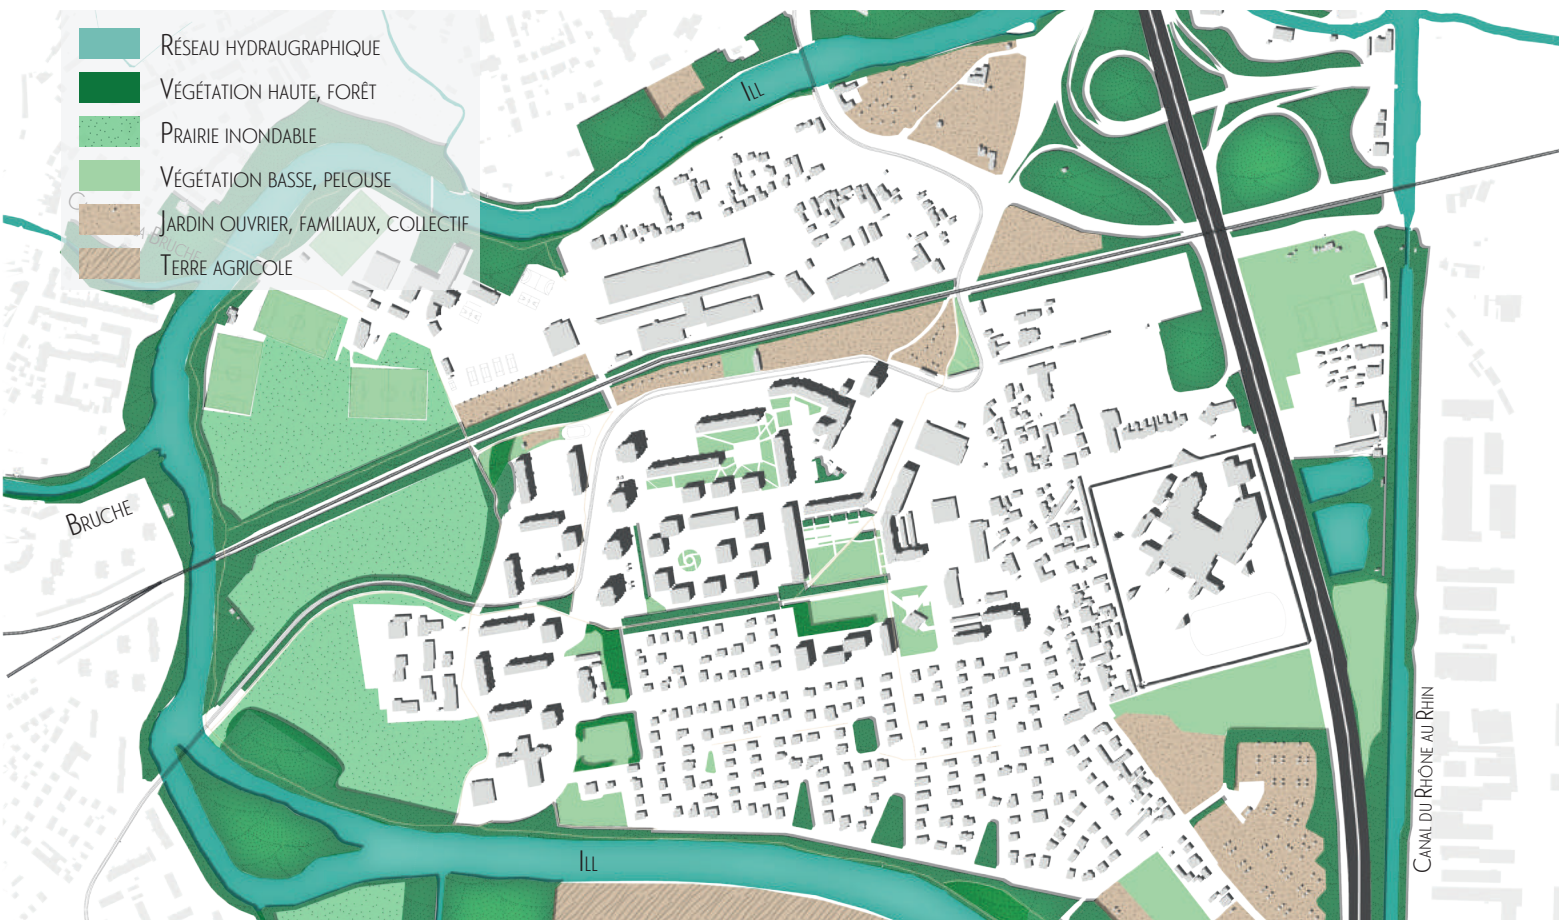 Réseau hydraugraphique
Végétation haute, forêt
Prairie inondable
Végétation basse, pelouse
Jardin ouvrier, familiaux, collectif
Terre agricole
Ill
Bruche
Ill
Canal du Rhône au Rhin